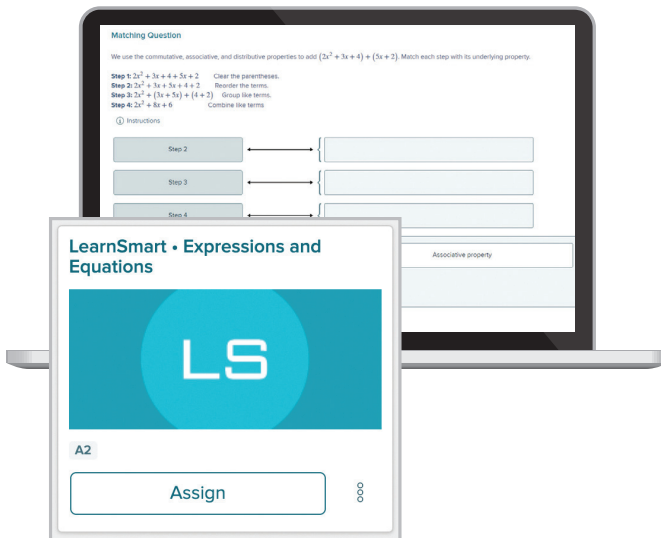 Matching Question
We use the commutative, associative, and distributive properties to add (2x² + 3x + 4) + (5x + 2). Match each step with its underlying property.
Step 1: 2x² + 3x + 4 + 5x + 2 Clear the parentheses.
Step 2: 2x² + 3x + 5x + 4 + 2 Reorder the terms.
Step 3: 2x² + (3x + 5x) + (4 + 2) Group like terms.
Step 4: 2x² + 8x + 6 Combine like terms
Instructions
Step 2
Step 3
Step 4
Associative property
LearnSmart • Expressions and
Equations
LS
A2
Assign